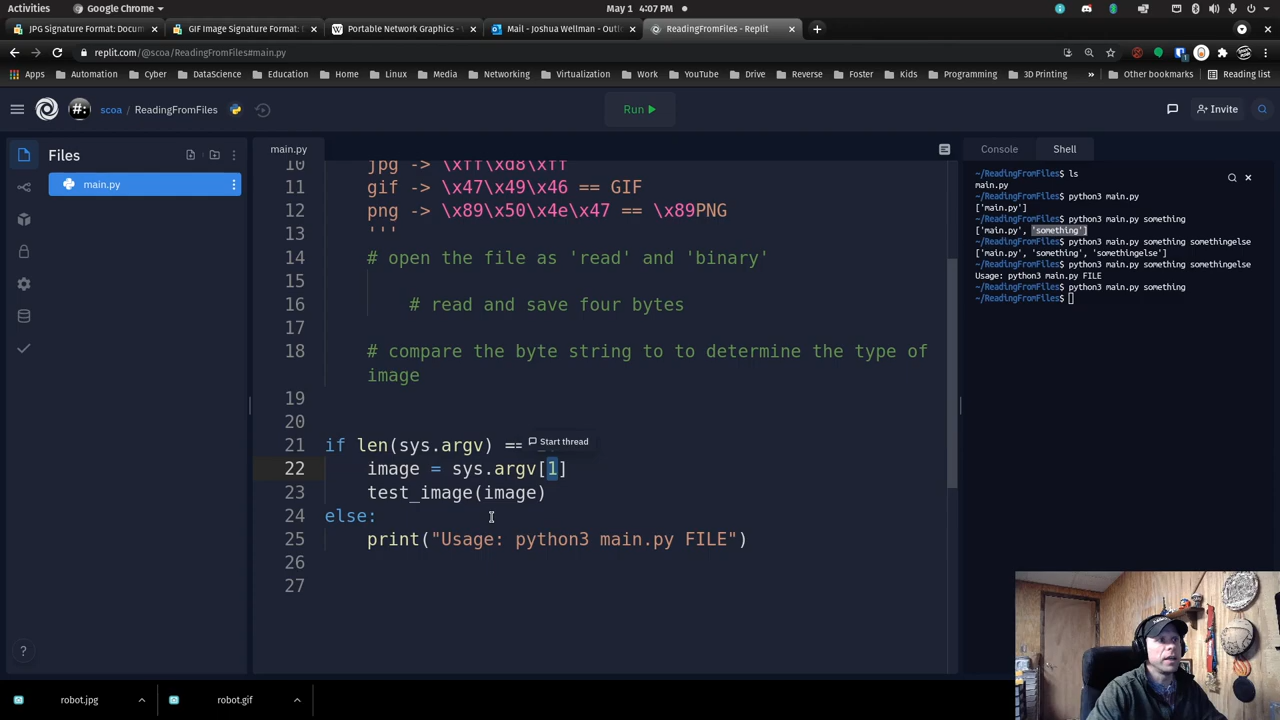 Activities
Google Chrome
May 1 4:07 PM
JPG Signature Format: Docum
GIF Image Signature Format:
Portable Network Graphics -
Mail - Joshua Wellman - Outlo
ReadingFromFiles - Replit
replit.com/@scoa/ReadingFromFiles#main.py
Apps
Automation
Cyber
DataScience
Education
Home
Linux
Media
Networking
Virtualization
Work
YouTube
Drive
Reverse
Foster
Kids
Programming
3D Printing
»
Other bookmarks
Reading list
scoa / ReadingFromFiles
Run
Invite
Files
main.py
main.py
10 jpg -> \xff\xd8\xff
11 gif -> \x47\x49\x46 == GIF
12 png -> \x89\x50\x4e\x47 == \x89PNG
13 '''
14 # open the file as 'read' and 'binary'
15
16 # read and save four bytes
17
18 # compare the byte string to to determine the type of
image
19
20
21 if len(sys.argv) ==
Start thread
22 image = sys.argv[1]
23 test_image(image)
24 else:
25 print("Usage: python3 main.py FILE")
26
27
Console
Shell
~/ReadingFromFiles$ ls
main.py
~/ReadingFromFiles$ python3 main.py
['main.py']
~/ReadingFromFiles$ python3 main.py something
['main.py', 'something']
~/ReadingFromFiles$ python3 main.py something somethingelse
['main.py', 'something', 'somethingelse']
~/ReadingFromFiles$ python3 main.py something somethingelse
Usage: python3 main.py FILE
~/ReadingFromFiles$ python3 main.py something
~/ReadingFromFiles$
robot.jpg
robot.gif